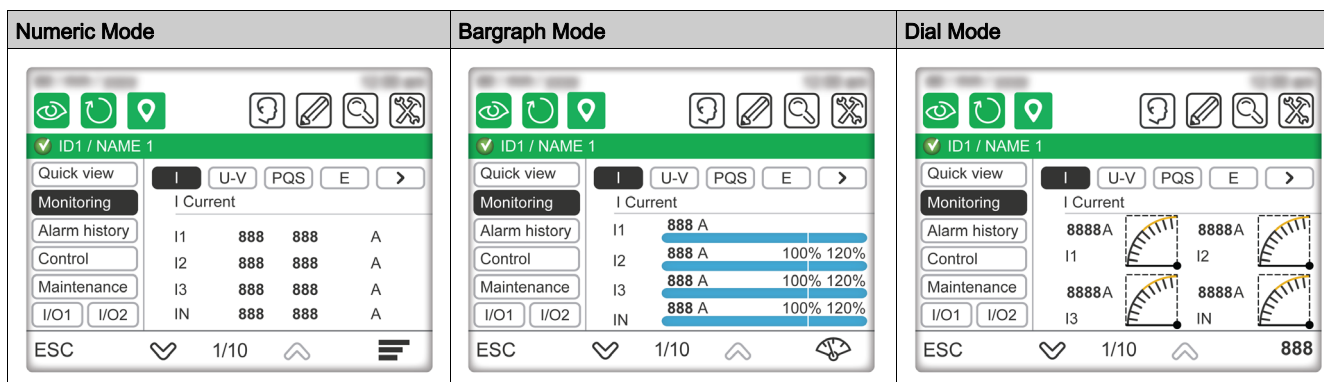 Numeric Mode
Bargraph Mode
Dial Mode
ID1 / NAME 1
Quick view
I U-V PQS E >
Monitoring
I Current
Alarm history
I1 888 888 A
Control
I2 888 888 A
Maintenance
I3 888 888 A
I/O1 I/O2
IN 888 888 A
ESC 1/10
ID1 / NAME 1
Quick view
I U-V PQS E >
Monitoring
I Current
Alarm history
I1 888 A
Control
I2 888 A 100% 120%
Maintenance
I3 888 A 100% 120%
I/O1 I/O2
IN 888 A 100% 120%
ESC 1/10
ID1 / NAME 1
Quick view
I U-V PQS E >
Monitoring
I Current
Alarm history
8888A 8888A
Control
I1 I2
Maintenance
8888A 8888A
I/O1 I/O2
I3 IN
ESC 1/10 888